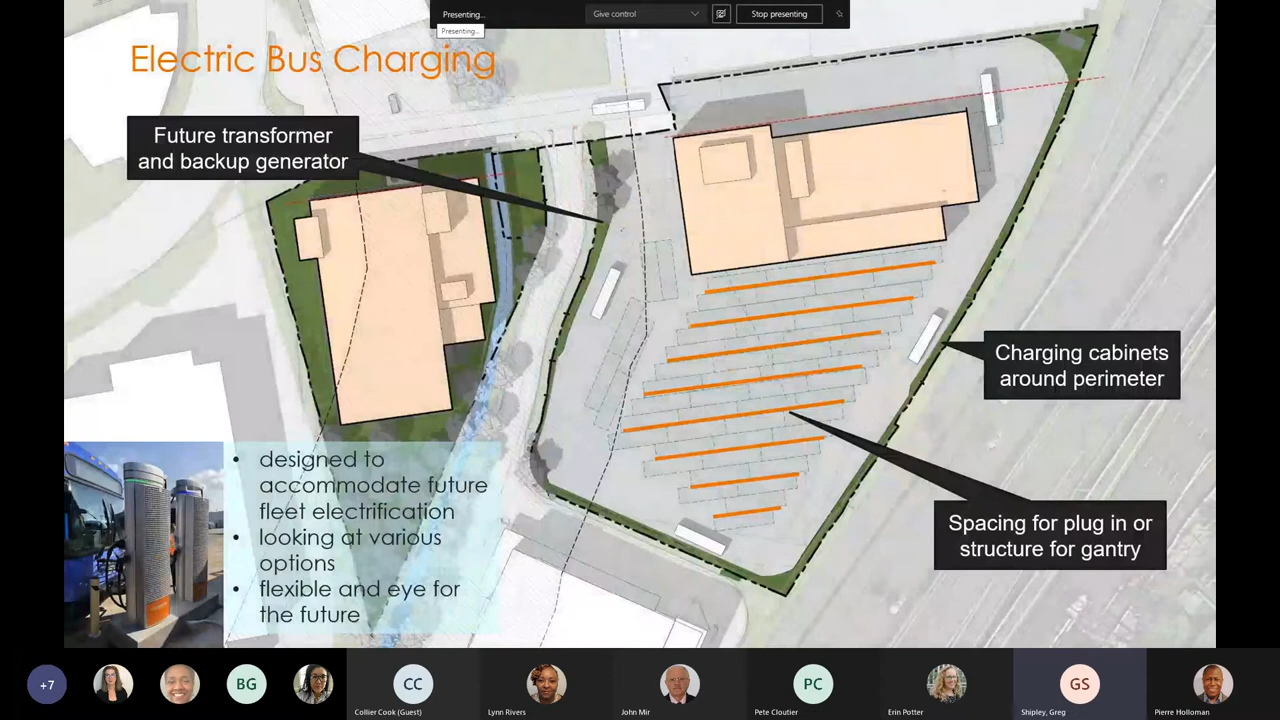 Presenting...
Give control
Stop presenting
Presenting...
Electric Bus Charging
Future transformer
and backup generator
Charging cabinets
around perimeter
Spacing for plug in or
structure for gantry
• designed to
accommodate future
fleet electrification
• looking at various
options
• flexible and eye for
the future
+7
BG
CC
PC
GS
Collier Cook (Guest)
Lynn Rivers
John Mir
Pete Cloutier
Erin Potter
Shipley, Greg
Pierre Holloman